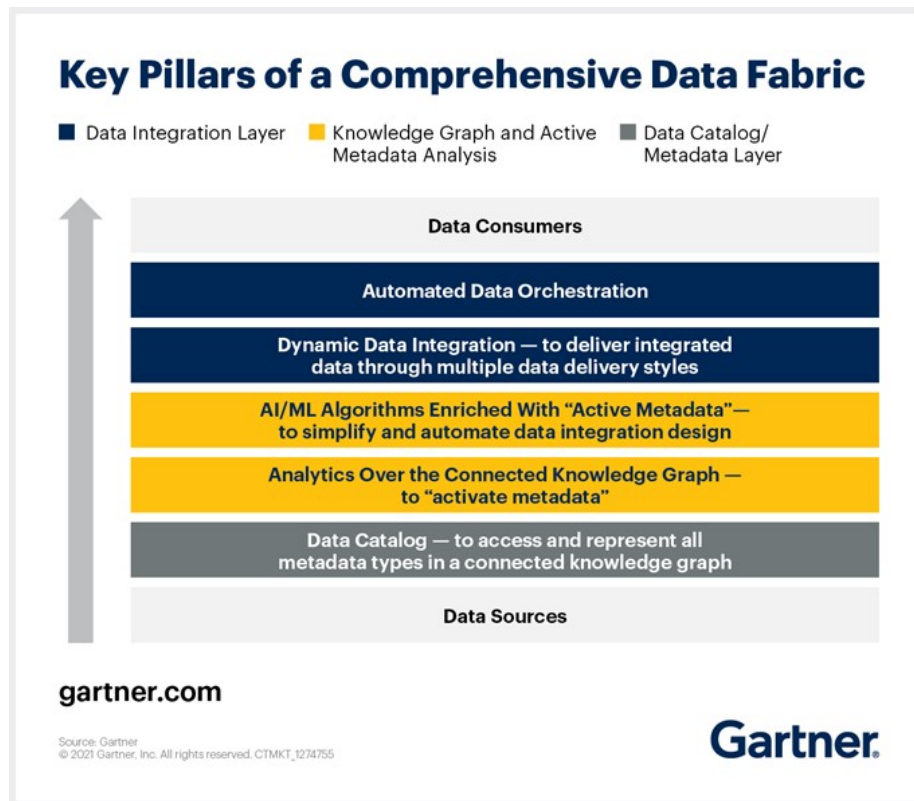 Key Pillars of a Comprehensive Data Fabric
Data Integration Layer
Knowledge Graph and Active
Metadata Analysis
Data Catalog/
Metadata Layer
Data Consumers
Automated Data Orchestration
Dynamic Data Integration — to deliver integrated
data through multiple data delivery styles
AI/ML Algorithms Enriched With “Active Metadata”—
to simplify and automate data integration design
Analytics Over the Connected Knowledge Graph —
to “activate metadata”
Data Catalog — to access and represent all
metadata types in a connected knowledge graph
Data Sources
gartner.com
Source: Gartner
© 2021 Gartner, Inc. All rights reserved. CTMKT_1274755
Gartner®